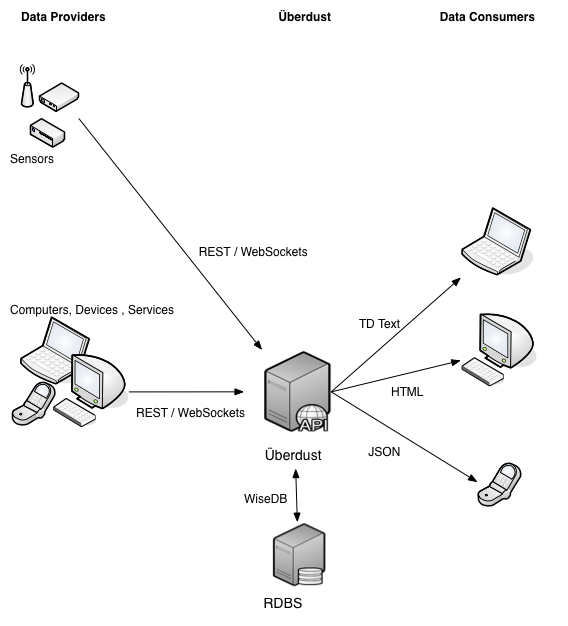 Data Providers
Überdust
Data Consumers
Sensors
REST / WebSockets
Computers, Devices , Services
TD Text
HTML
REST / WebSockets
API
JSON
Überdust
WiseDB
RDBS